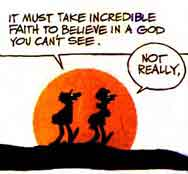 IT MUST TAKE INCREDIBLE
FAITH TO BELIEVE IN A GOD
YOU CAN'T SEE.
NOT
REALLY,